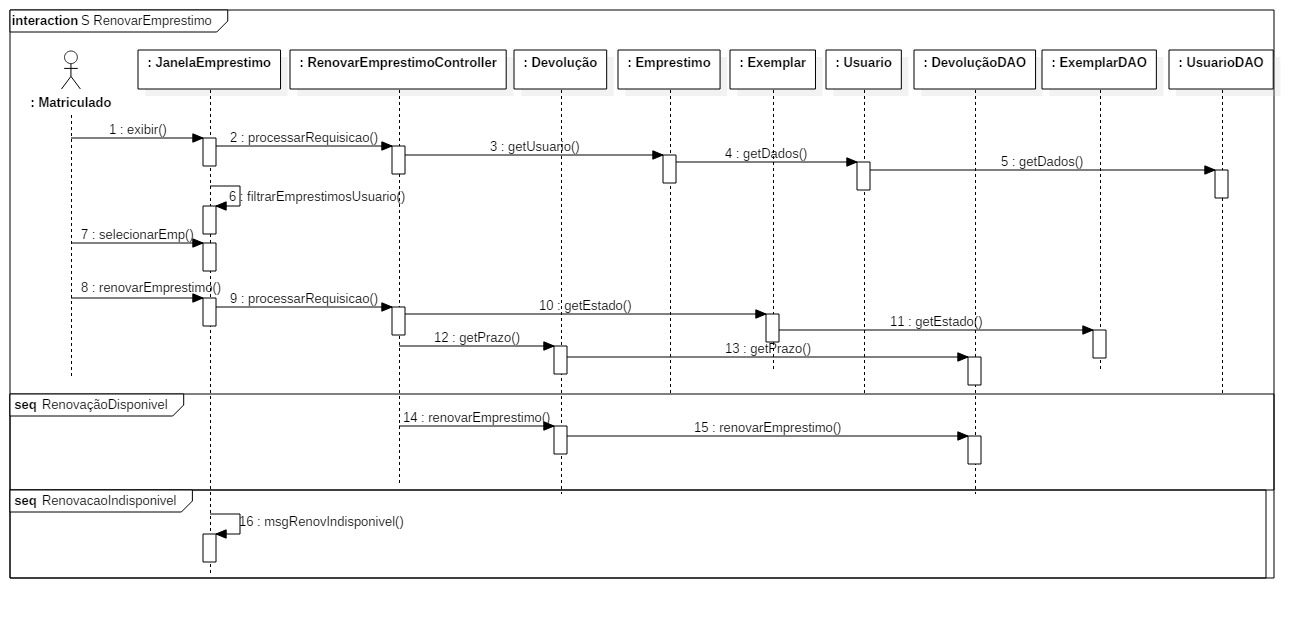 interaction S RenovarEmprestimo
: Matriculado
: JanelaEmprestimo
: RenovarEmprestimoController
: Devolução
: Emprestimo
: Exemplar
: Usuario
: DevoluçãoDAO
: ExemplarDAO
: UsuarioDAO
1 : exibir()
2 : processarRequisicao()
3 : getUsuario()
4 : getDados()
5 : getDados()
6 : filtrarEmprestimosUsuario()
7 : selecionarEmp()
8 : renovarEmprestimo()
9 : processarRequisicao()
10 : getEstado()
11 : getEstado()
12 : getPrazo()
13 : getPrazo()
seq RenovaçãoDisponivel
14 : renovarEmprestimo()
15 : renovarEmprestimo()
seq RenovacaoIndisponivel
16 : msgRenovIndisponivel()